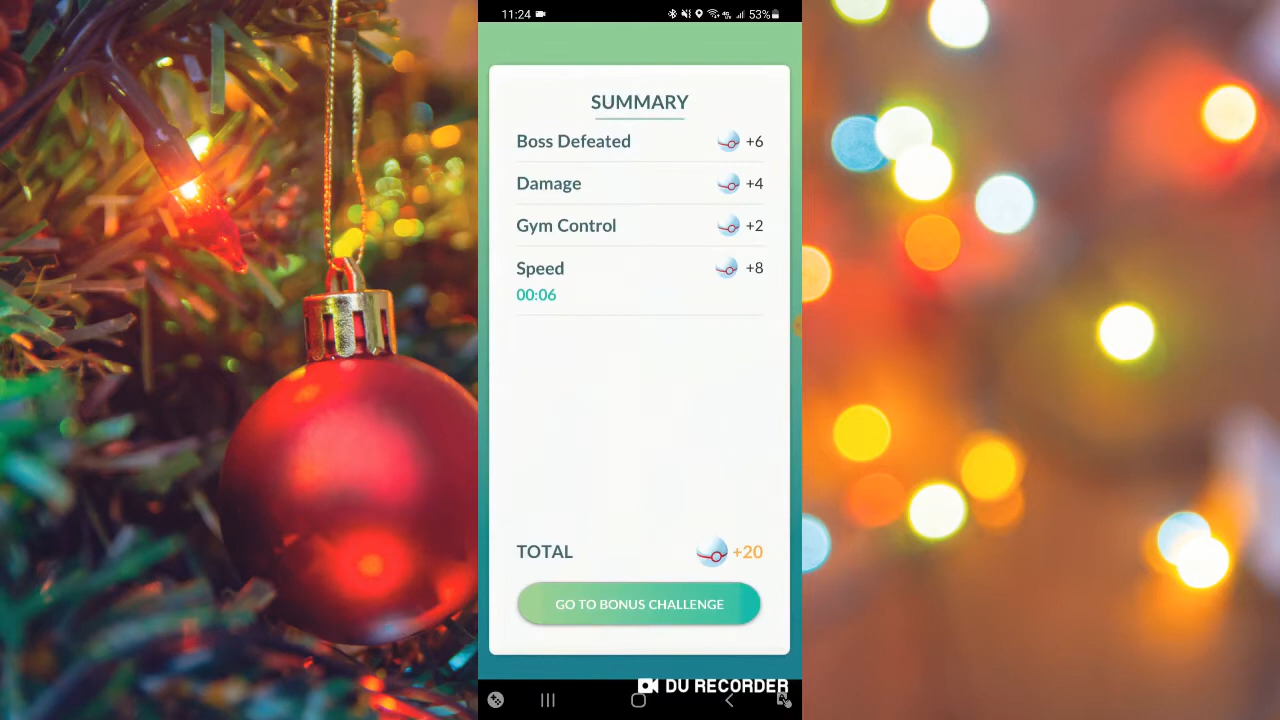 11:24 53%
SUMMARY
Boss Defeated +6
Damage +4
Gym Control +2
Speed +8
00:06
TOTAL +20
GO TO BONUS CHALLENGE
DU RECORDER